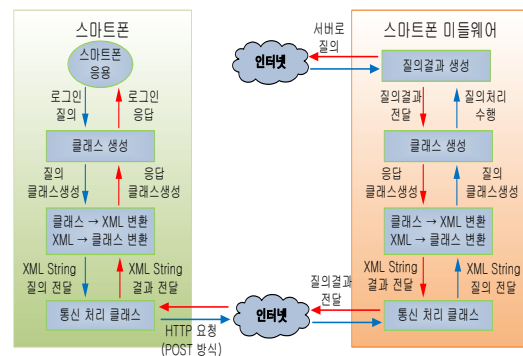 스마트폰
스마트폰
응용
로그인
질의
로그인
응답
클래스 생성
질의
클래스생성
응답
클래스생성
클래스 → XML 변환
XML → 클래스 변환
XML String
질의 전달
XML String
결과 전달
통신 처리 클래스
HTTP 요청
(POST 방식)
인터넷
서버로
질의
인터넷
질의결과
전달
스마트폰 미들웨어
질의결과 생성
질의결과
전달
질의처리
수행
클래스 생성
응답
클래스생성
질의
클래스생성
클래스 → XML 변환
XML → 클래스 변환
XML String
결과 전달
XML String
질의 전달
통신 처리 클래스